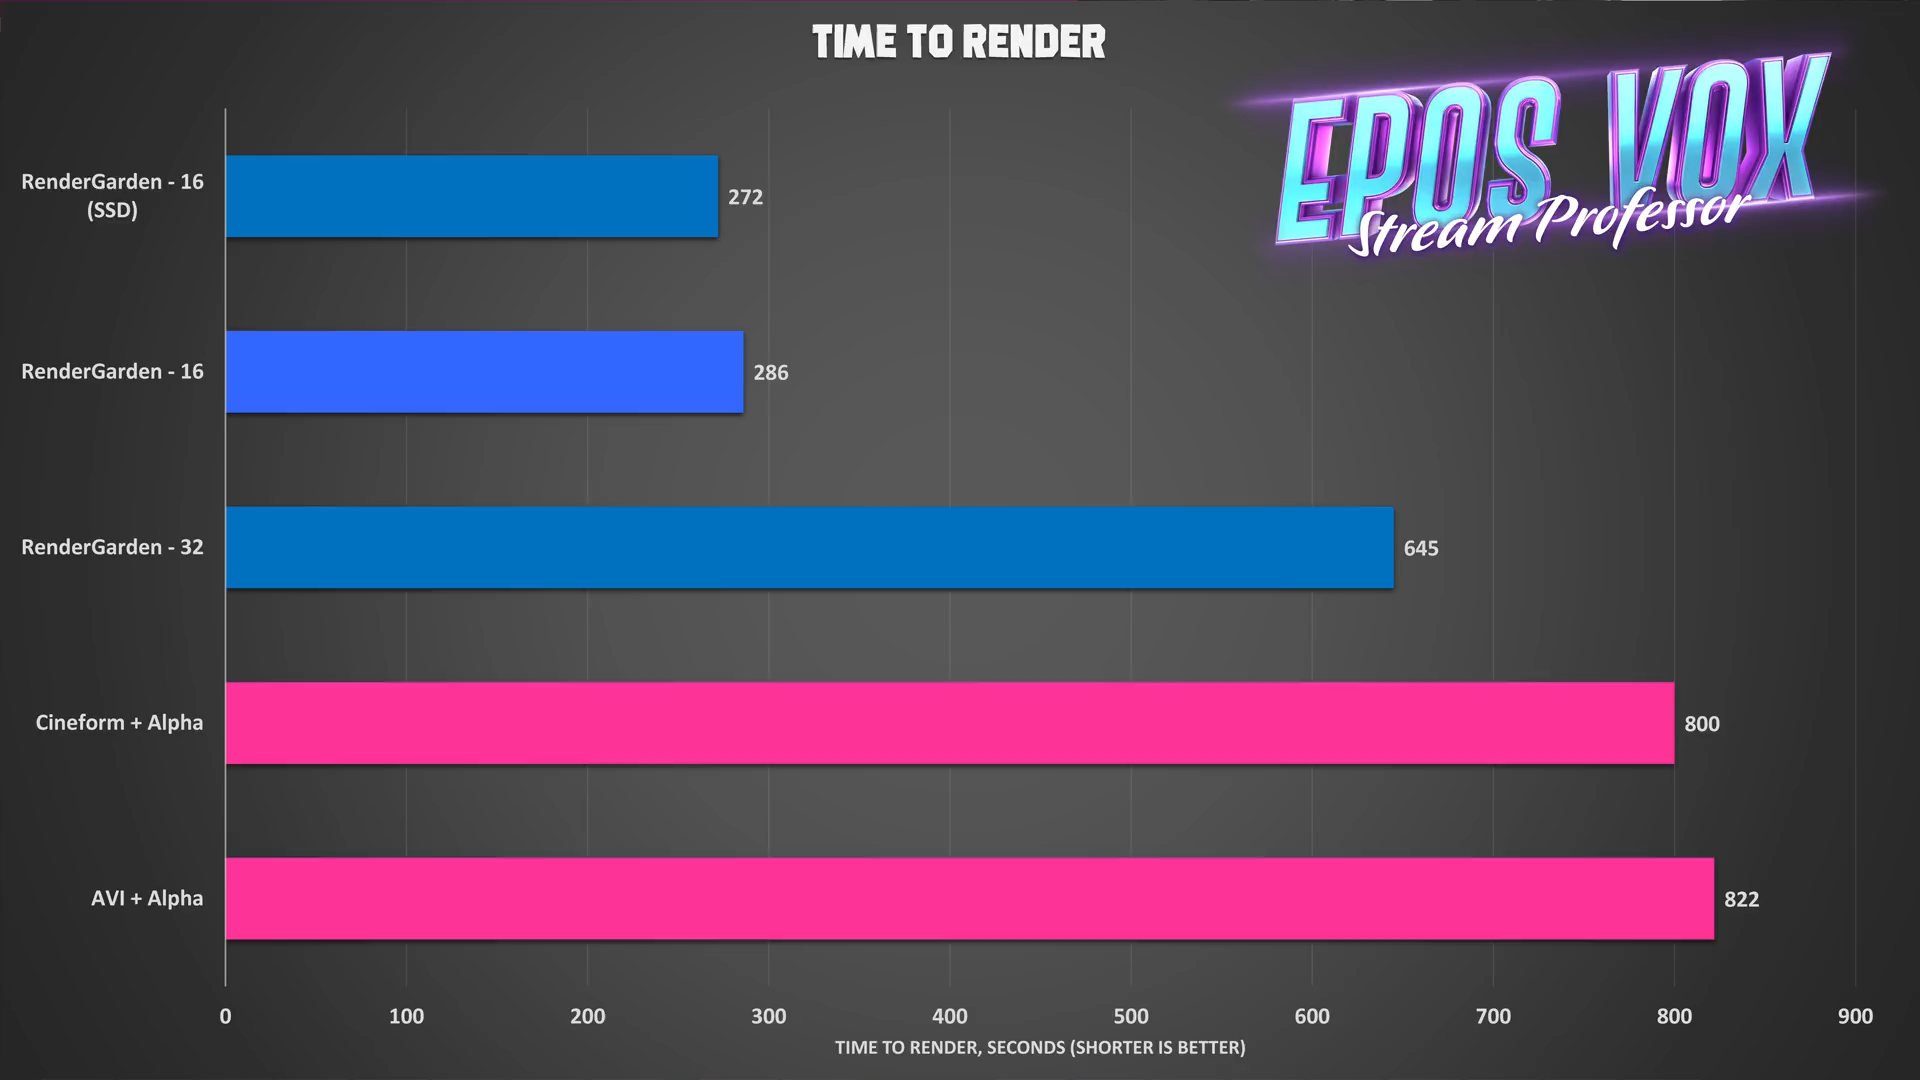 TIME TO RENDER
EPOS VOX
Stream Professor
RenderGarden - 16
(SSD)
272
RenderGarden - 16
286
RenderGarden - 32
645
Cineform + Alpha
800
AVI + Alpha
822
0 100 200 300 400 500 600 700 800 900
TIME TO RENDER, SECONDS (SHORTER IS BETTER)